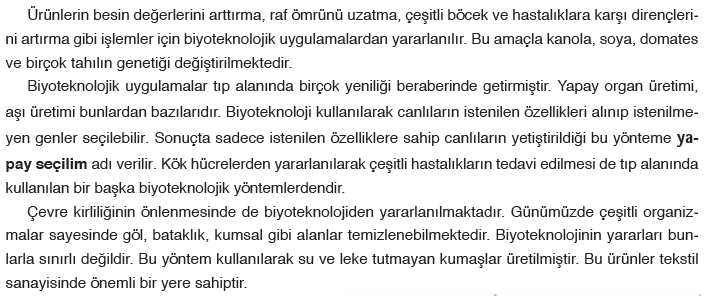 Ürünlerin besin değerlerini arttırma, raf ömrünü uzatma, çeşitli böcek ve hastalıklara karşı dirençleri-
ni artırma gibi işlemler için biyoteknolojik uygulamalardan yararlanılır. Bu amaçla kanola, soya, domates
ve birçok tahılın genetiği değiştirilmektedir.
Biyoteknolojik uygulamalar tıp alanında birçok yeniliği beraberinde getirmiştir. Yapay organ üretimi,
aşı üretimi bunlardan bazılarıdır. Biyoteknoloji kullanılarak canlıların istenilen özellikleri alınıp istenilme-
yen genler seçilebilir. Sonuçta sadece istenilen özelliklere sahip canlıların yetiştirildiği bu yönteme ya-
pay seçilim adı verilir. Kök hücrelerden yararlanılarak çeşitli hastalıkların tedavi edilmesi de tıp alanında
kullanılan bir başka biyoteknolojik yöntemlerdendir.
Çevre kirliliğinin önlenmesinde de biyoteknolojiden yararlanılmaktadır. Günümüzde çeşitli organiz-
malar sayesinde göl, bataklık, kumsal gibi alanlar temizlenebilmektedir. Biyoteknolojinin yararları bun-
larla sınırlı değildir. Bu yöntem kullanılarak su ve leke tutmayan kumaşlar üretilmiştir. Bu ürünler tekstil
sanayisinde önemli bir yere sahiptir.